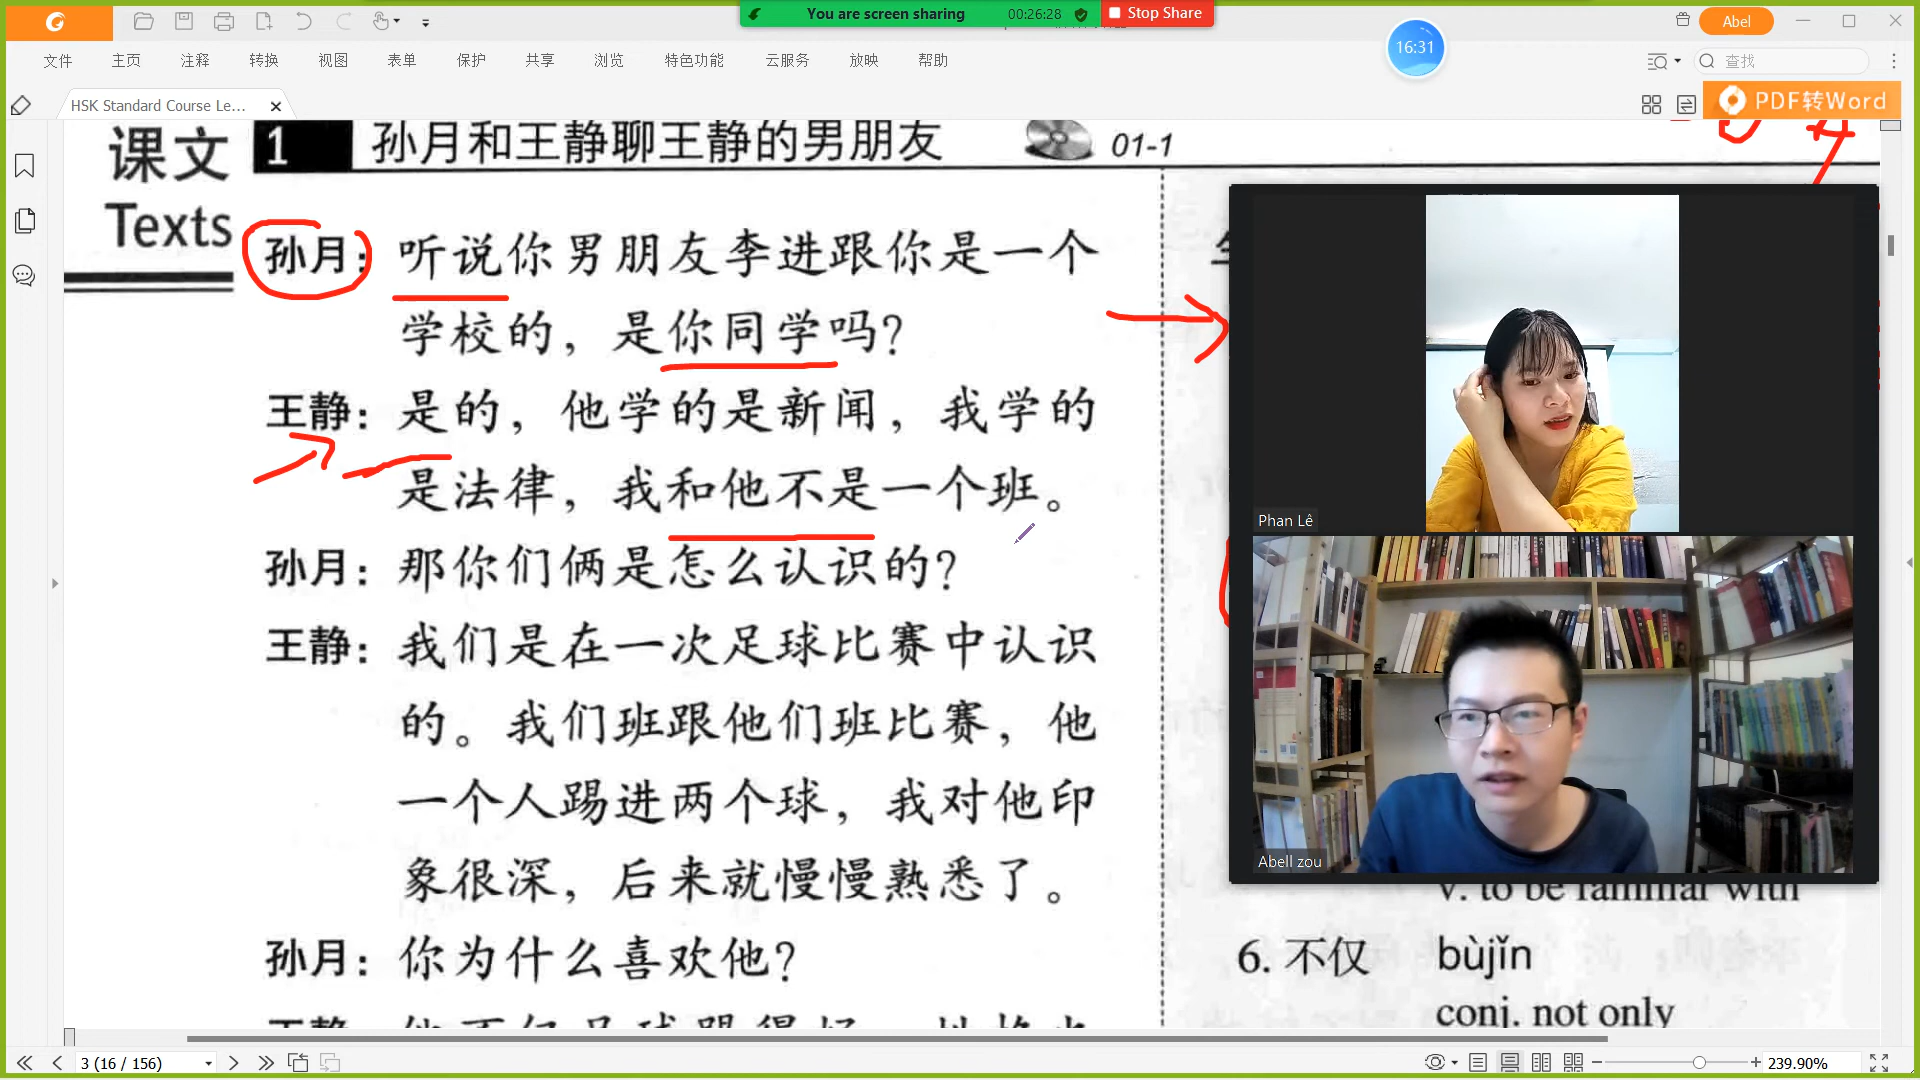 You are screen sharing 00:26:28 Stop Share
16:31
Abel
文件 主页 注释 转换 视图 表单 保护 共享 浏览 特色功能 云服务 放映 帮助
查找
HSK Standard Course Le...
PDF转Word
课文 1 孙月和王静聊王静的男朋友 01-1
Texts
孙月：听说你男朋友李进跟你是一个
学校的，是你同学吗？
王静：是的，他学的是新闻，我学的
是法律，我和他不是一个班。
孙月：那你们俩是怎么认识的？
王静：我们是在一次足球比赛中认识
的。我们班跟他们班比赛，他
一个人踢进两个球，我对他印
象很深，后来就慢慢熟悉了。
孙月：你为什么喜欢他？
Phan Lê
Abell zou
v. to be familiar with
6. 不仅 bùjǐn
conj. not only
3 (16 / 156)
239.90%